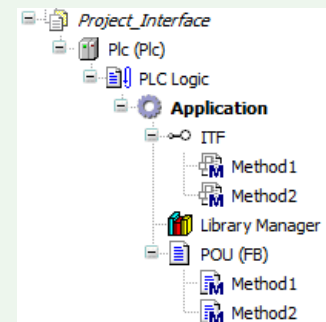 Project_Interface
Plc (Plc)
PLC Logic
Application
ITF
Method1
Method2
Library Manager
POU (FB)
Method1
Method2